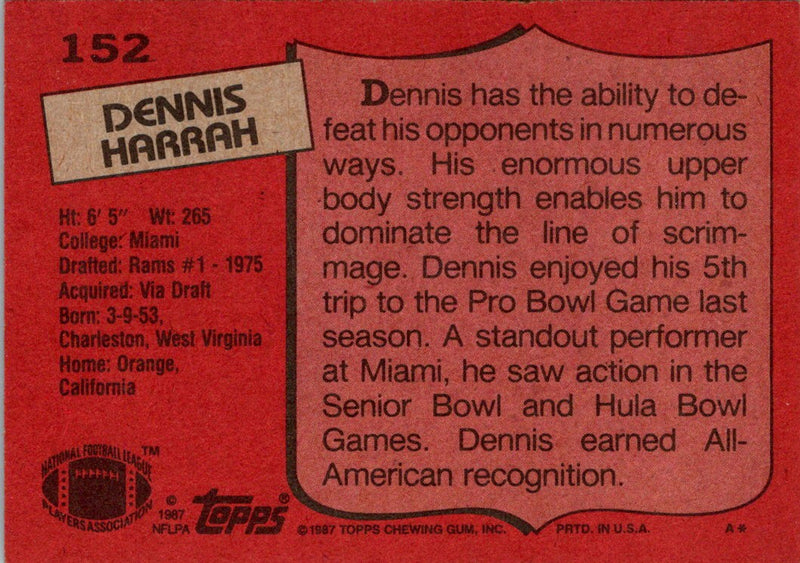 152
DENNIS
HARRAH
Ht: 6' 5" Wt: 265
College: Miami
Drafted: Rams #1 - 1975
Acquired: Via Draft
Born: 3-9-53,
Charleston, West Virginia
Home: Orange,
California
NATIONAL FOOTBALL LEAGUE
PLAYERS ASSOCIATION
TM
© 1987
NFLPA
Topps®
Dennis has the ability to de-
feat his opponents in numerous
ways. His enormous upper
body strength enables him to
dominate the line of scrim-
mage. Dennis enjoyed his 5th
trip to the Pro Bowl Game last
season. A standout performer
at Miami, he saw action in the
Senior Bowl and Hula Bowl
Games. Dennis earned All-
American recognition.
©1987 TOPPS CHEWING GUM, INC. PRTD. IN U.S.A. A*